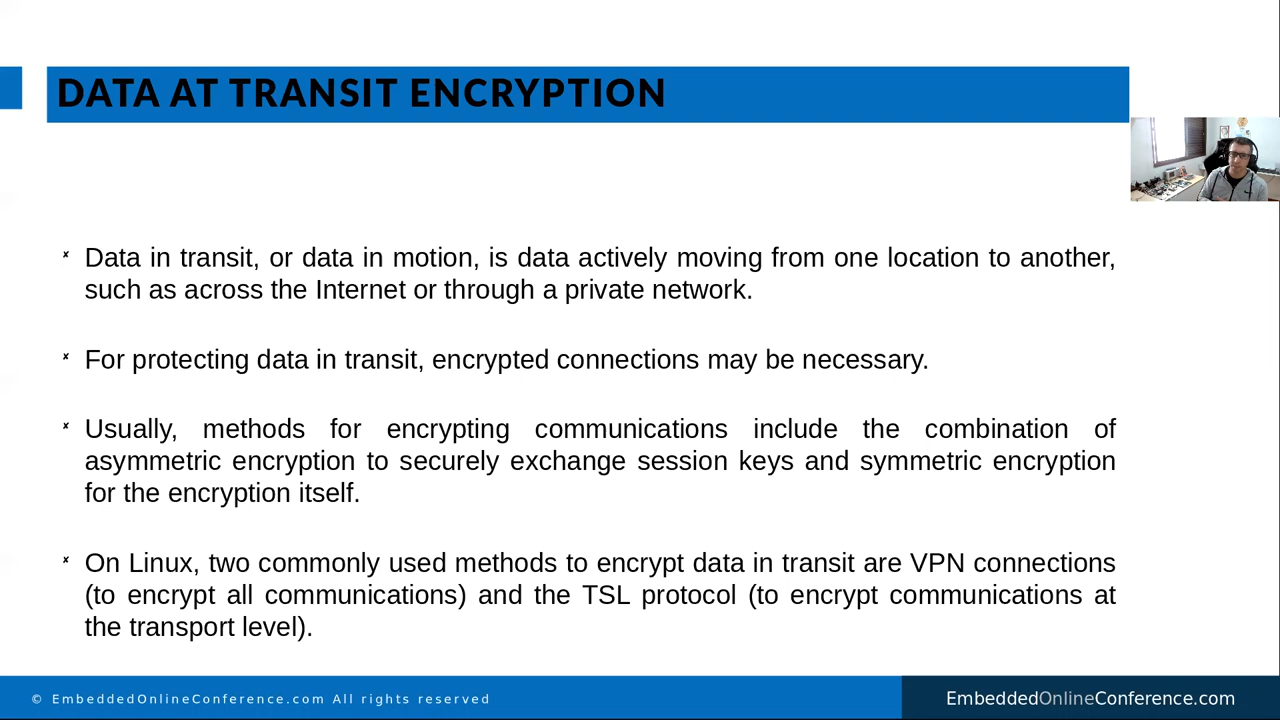 DATA AT TRANSIT ENCRYPTION
Data in transit, or data in motion, is data actively moving from one location to another,
such as across the Internet or through a private network.
For protecting data in transit, encrypted connections may be necessary.
Usually, methods for encrypting communications include the combination of
asymmetric encryption to securely exchange session keys and symmetric encryption
for the encryption itself.
On Linux, two commonly used methods to encrypt data in transit are VPN connections
(to encrypt all communications) and the TSL protocol (to encrypt communications at
the transport level).
© EmbeddedOnlineConference.com All rights reserved
EmbeddedOnlineConference.com